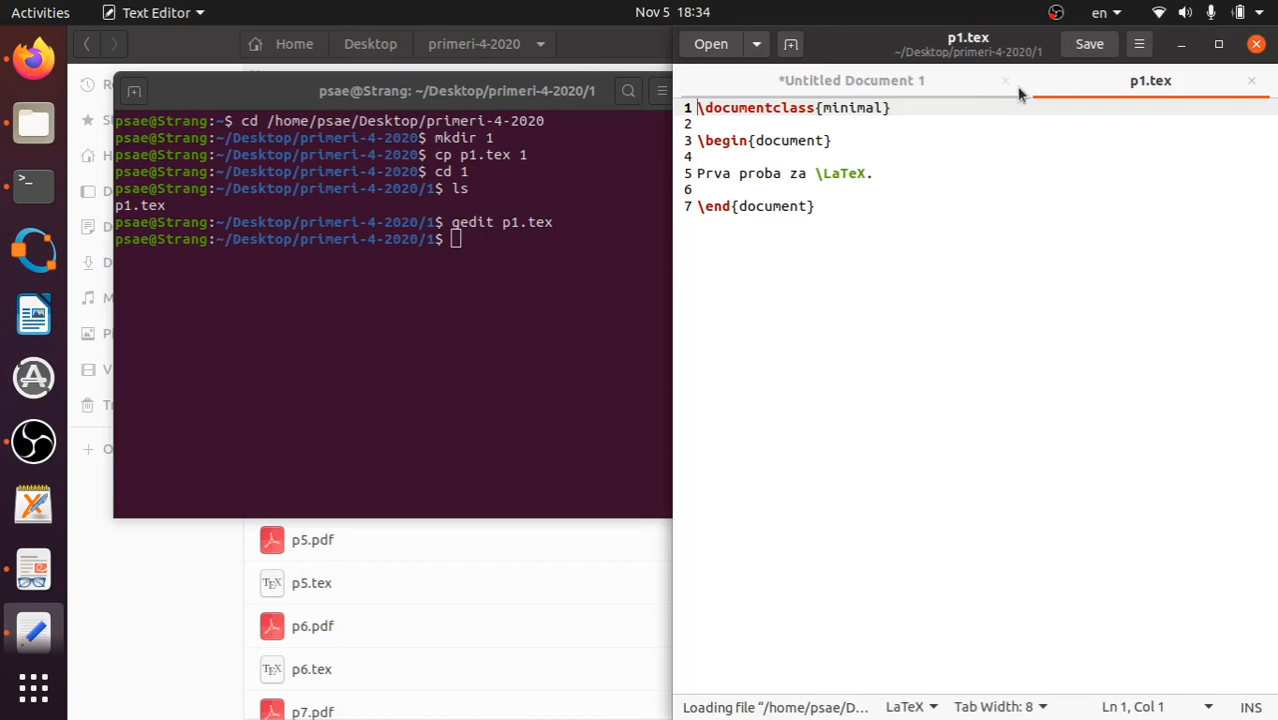 Activities
Text Editor
Nov 5 18:34
en
Home
Desktop
primeri-4-2020
p1.tex
~/Desktop/primeri-4-2020/1
Open
Save
psae@Strang: ~/Desktop/primeri-4-2020/1
*Untitled Document 1
p1.tex
psae@Strang:~$ cd /home/psae/Desktop/primeri-4-2020
psae@Strang:~/Desktop/primeri-4-2020$ mkdir 1
psae@Strang:~/Desktop/primeri-4-2020$ cp p1.tex 1
psae@Strang:~/Desktop/primeri-4-2020$ cd 1
psae@Strang:~/Desktop/primeri-4-2020/1$ ls
p1.tex
psae@Strang:~/Desktop/primeri-4-2020/1$ gedit p1.tex
psae@Strang:~/Desktop/primeri-4-2020/1$
1 \documentclass{minimal}
2
3 \begin{document}
4
5 Prva proba za \LaTeX.
6
7 \end{document}
p5.pdf
p5.tex
p6.pdf
p6.tex
p7.pdf
Loading file “/home/psae/D...
LaTeX
Tab Width: 8
Ln 1, Col 1
INS